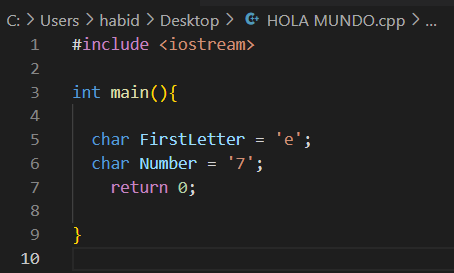 C: > Users > habid > Desktop > HOLA MUNDO.cpp > ...
1 #include <iostream>
2
3 int main(){
4
5 char FirstLetter = 'e';
6 char Number = '7';
7 return 0;
8
9 }
10